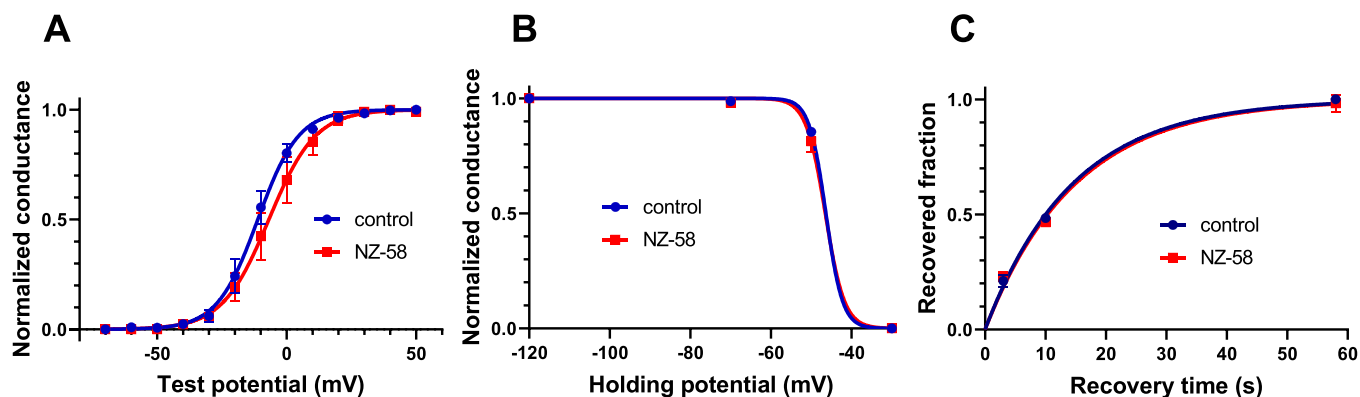 A
Normalized conductance
1.0
0.5
0.0
-50
0
50
Test potential (mV)
control
NZ-58
B
Normalized conductance
1.0
0.5
0.0
-120
-100
-80
-60
-40
Holding potential (mV)
control
NZ-58
C
Recovered fraction
1.0
0.5
0.0
0
10
20
30
40
50
60
Recovery time (s)
control
NZ-58